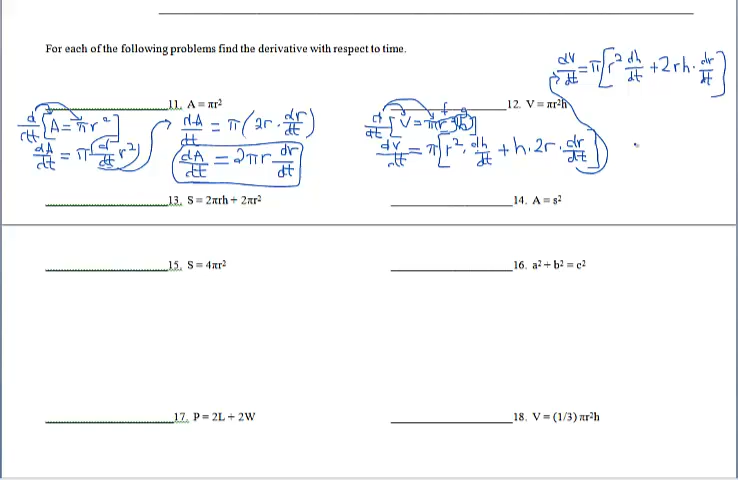 For each of the following problems find the derivative with respect to time.
dV/dt = π[r² dh/dt + 2rh · dr/dt]
11. A = πr²
12. V = πr²h
d/dt [A = πr²]
dA/dt = π(d/dt r²)
dA/dt = π(2r · dr/dt)
dA/dt = 2πr dr/dt
d/dt [V = πr²h]
dV/dt = π[r² · dh/dt + h · 2r · dr/dt]
13. S = 2πrh + 2πr²
14. A = s²
15. S = 4πr²
16. a² + b² = c²
17. P = 2L + 2W
18. V = (1/3) πr²h